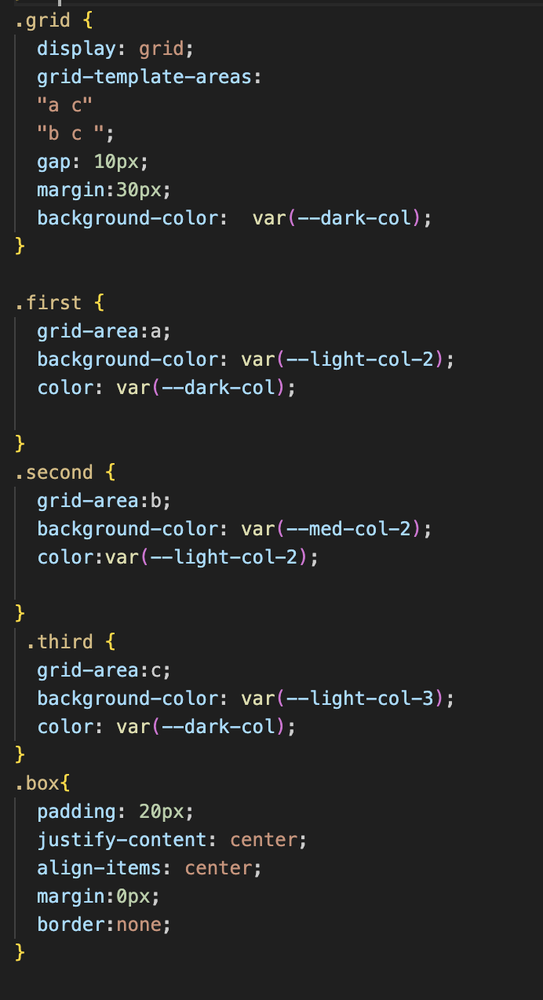 .grid {
  display: grid;
  grid-template-areas:
  "a c"
  "b c ";
  gap: 10px;
  margin:30px;
  background-color:  var(--dark-col);
}

.first {
  grid-area:a;
  background-color: var(--light-col-2);
  color: var(--dark-col);

}
.second {
  grid-area:b;
  background-color: var(--med-col-2);
  color:var(--light-col-2);

}
 .third {
  grid-area:c;
  background-color: var(--light-col-3);
  color: var(--dark-col);
}
.box{
  padding: 20px;
  justify-content: center;
  align-items: center;
  margin:0px;
  border:none;
}